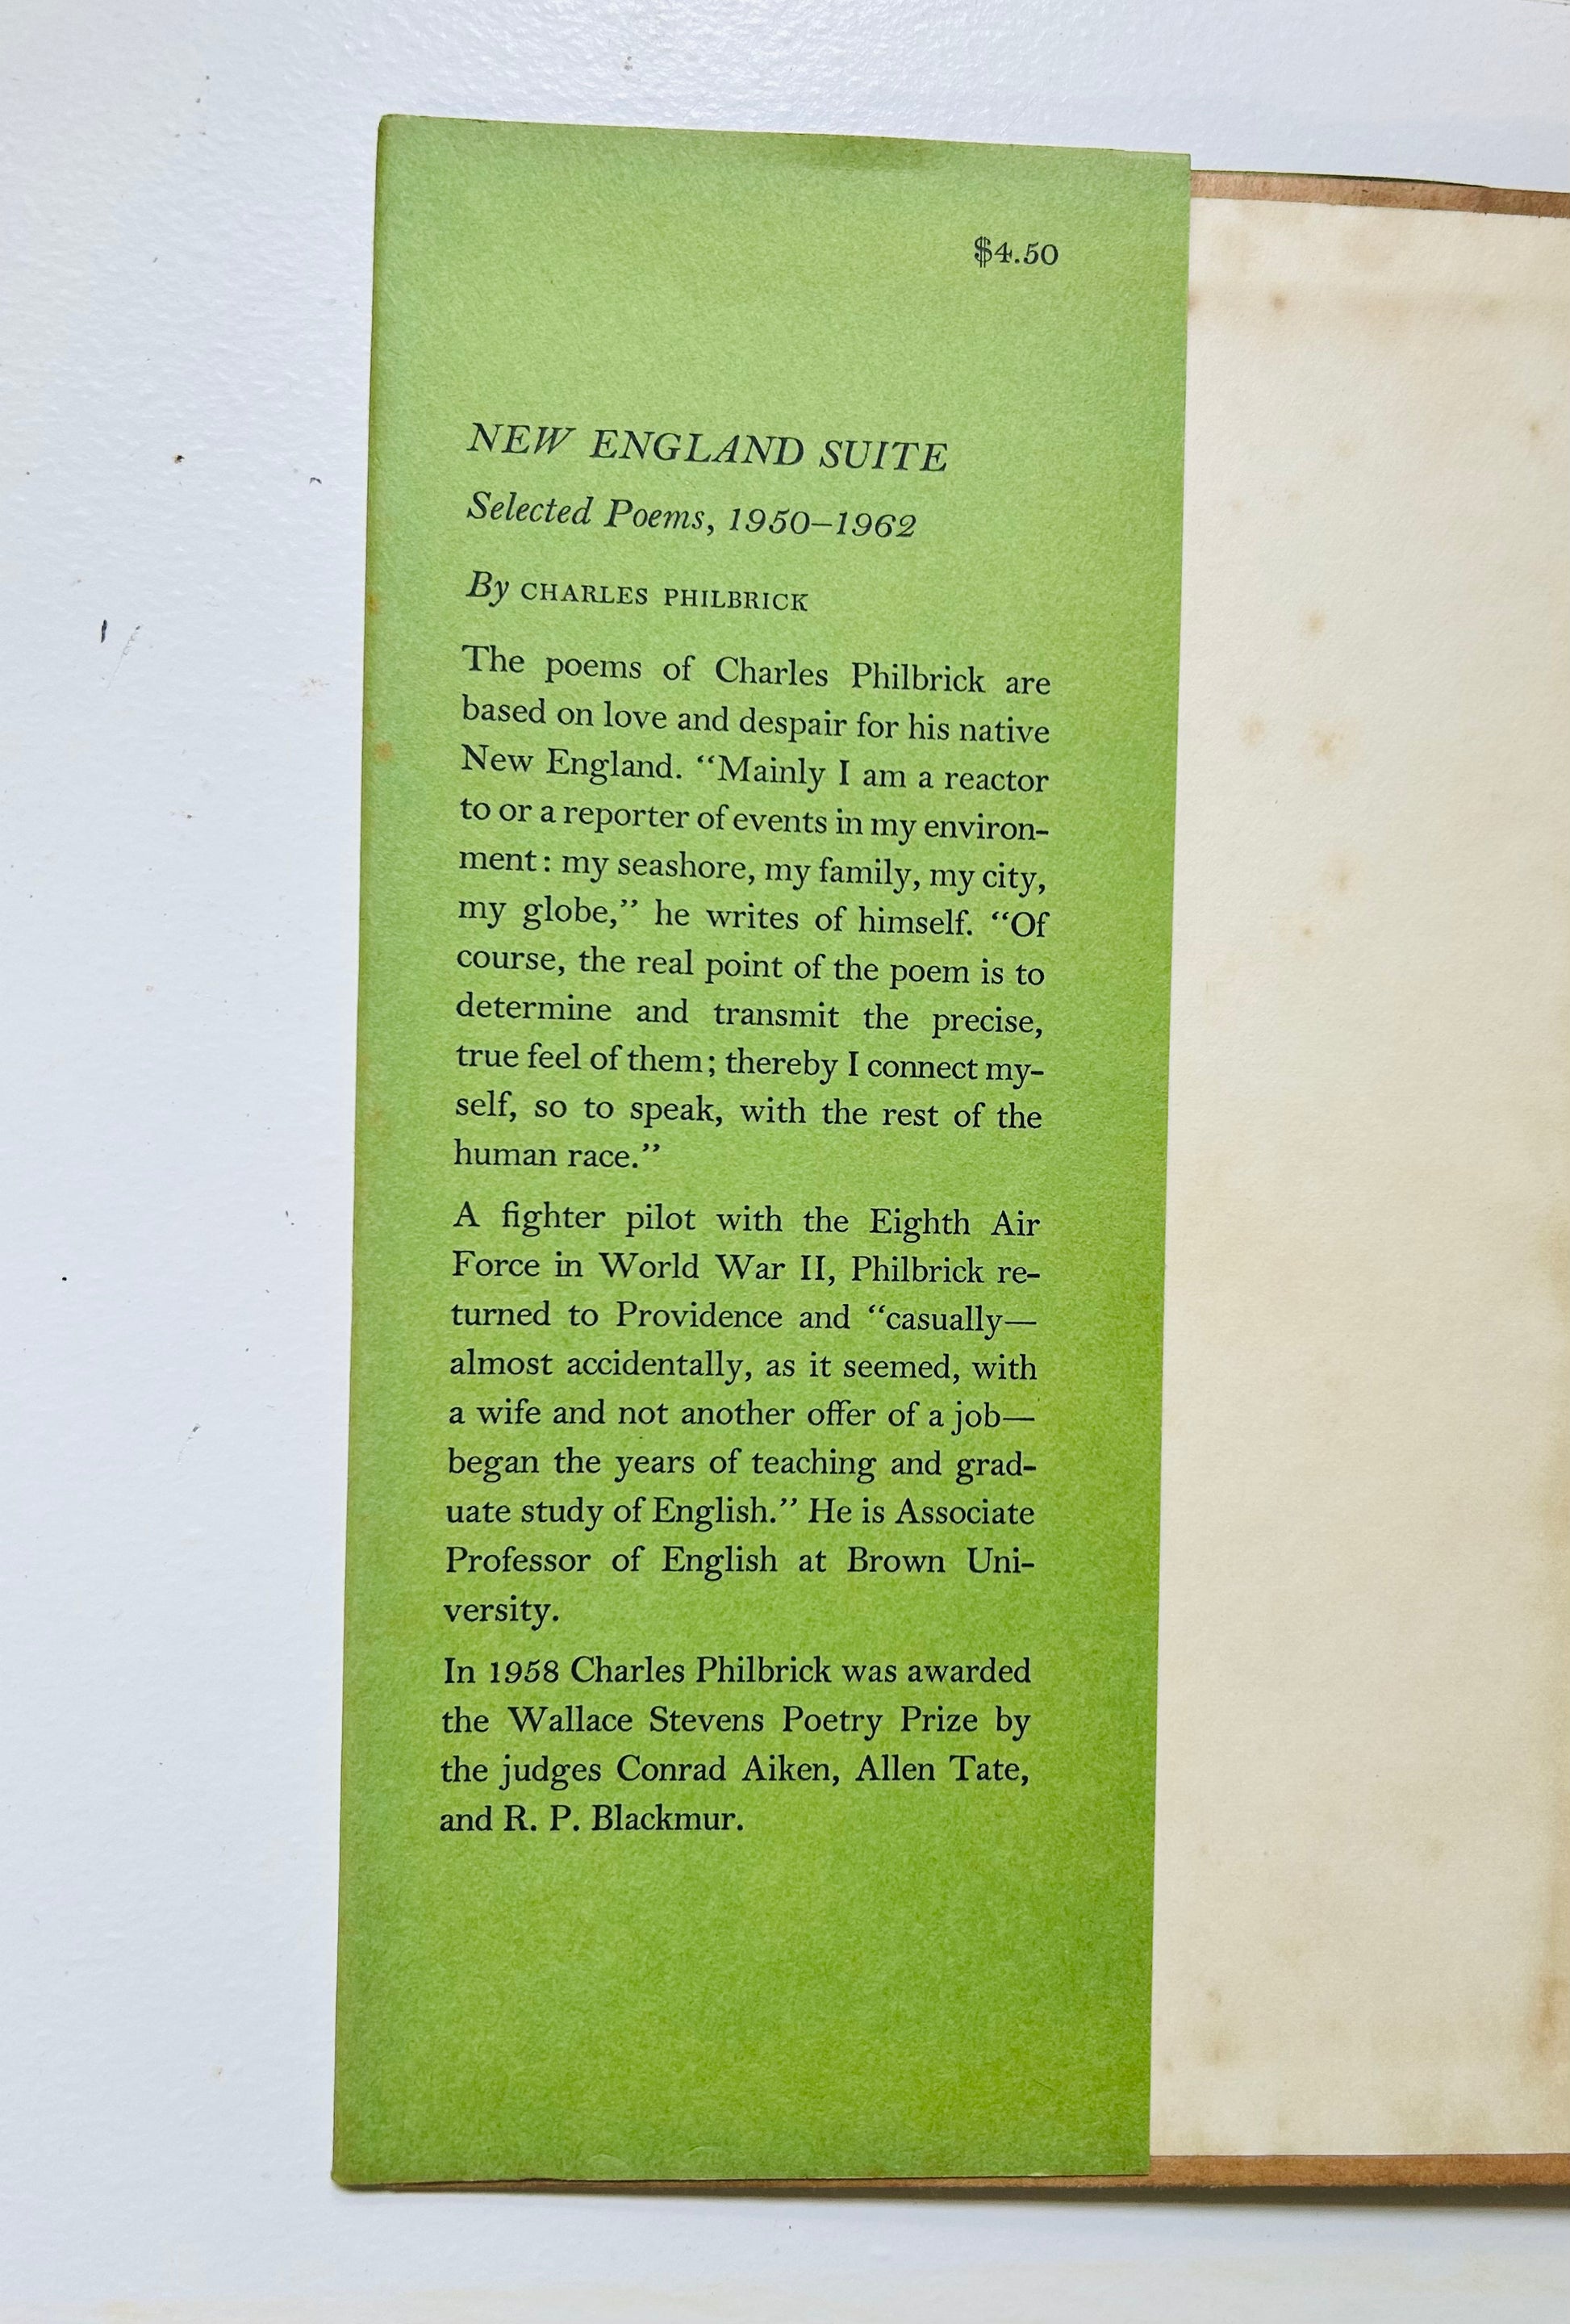 $4.50
NEW ENGLAND SUITE
Selected Poems, 1950–1962
By CHARLES PHILBRICK
The poems of Charles Philbrick are
based on love and despair for his native
New England. “Mainly I am a reactor
to or a reporter of events in my environ-
ment: my seashore, my family, my city,
my globe,” he writes of himself. “Of
course, the real point of the poem is to
determine and transmit the precise,
true feel of them; thereby I connect my-
self, so to speak, with the rest of the
human race.”
A fighter pilot with the Eighth Air
Force in World War II, Philbrick re-
turned to Providence and “casually—
almost accidentally, as it seemed, with
a wife and not another offer of a job—
began the years of teaching and grad-
uate study of English.” He is Associate
Professor of English at Brown Uni-
versity.
In 1958 Charles Philbrick was awarded
the Wallace Stevens Poetry Prize by
the judges Conrad Aiken, Allen Tate,
and R. P. Blackmur.